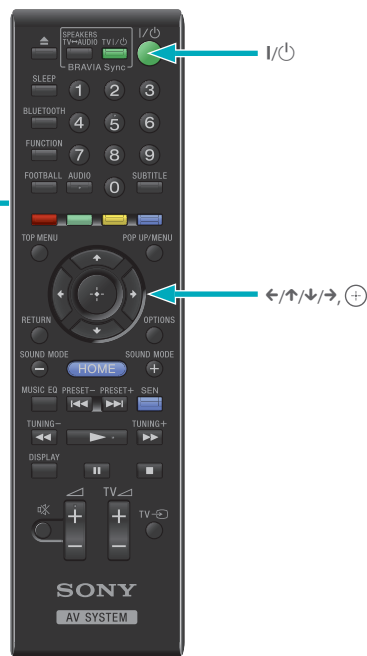 SPEAKERS
TV↔AUDIO TV I/⏻ I/⏻
BRAVIA Sync
I/⏻
SLEEP
1 2 3
BLUETOOTH
4 5 6
FUNCTION
7 8 9
FOOTBALL AUDIO 0 SUBTITLE
TOP MENU POP UP/MENU
←/↑/↓/→, ⊕
RETURN OPTIONS
SOUND MODE SOUND MODE
− HOME +
MUSIC EQ PRESET− PRESET+ SEN
TUNING− TUNING+
DISPLAY
TV
+ + TV
− −
SONY
AV SYSTEM